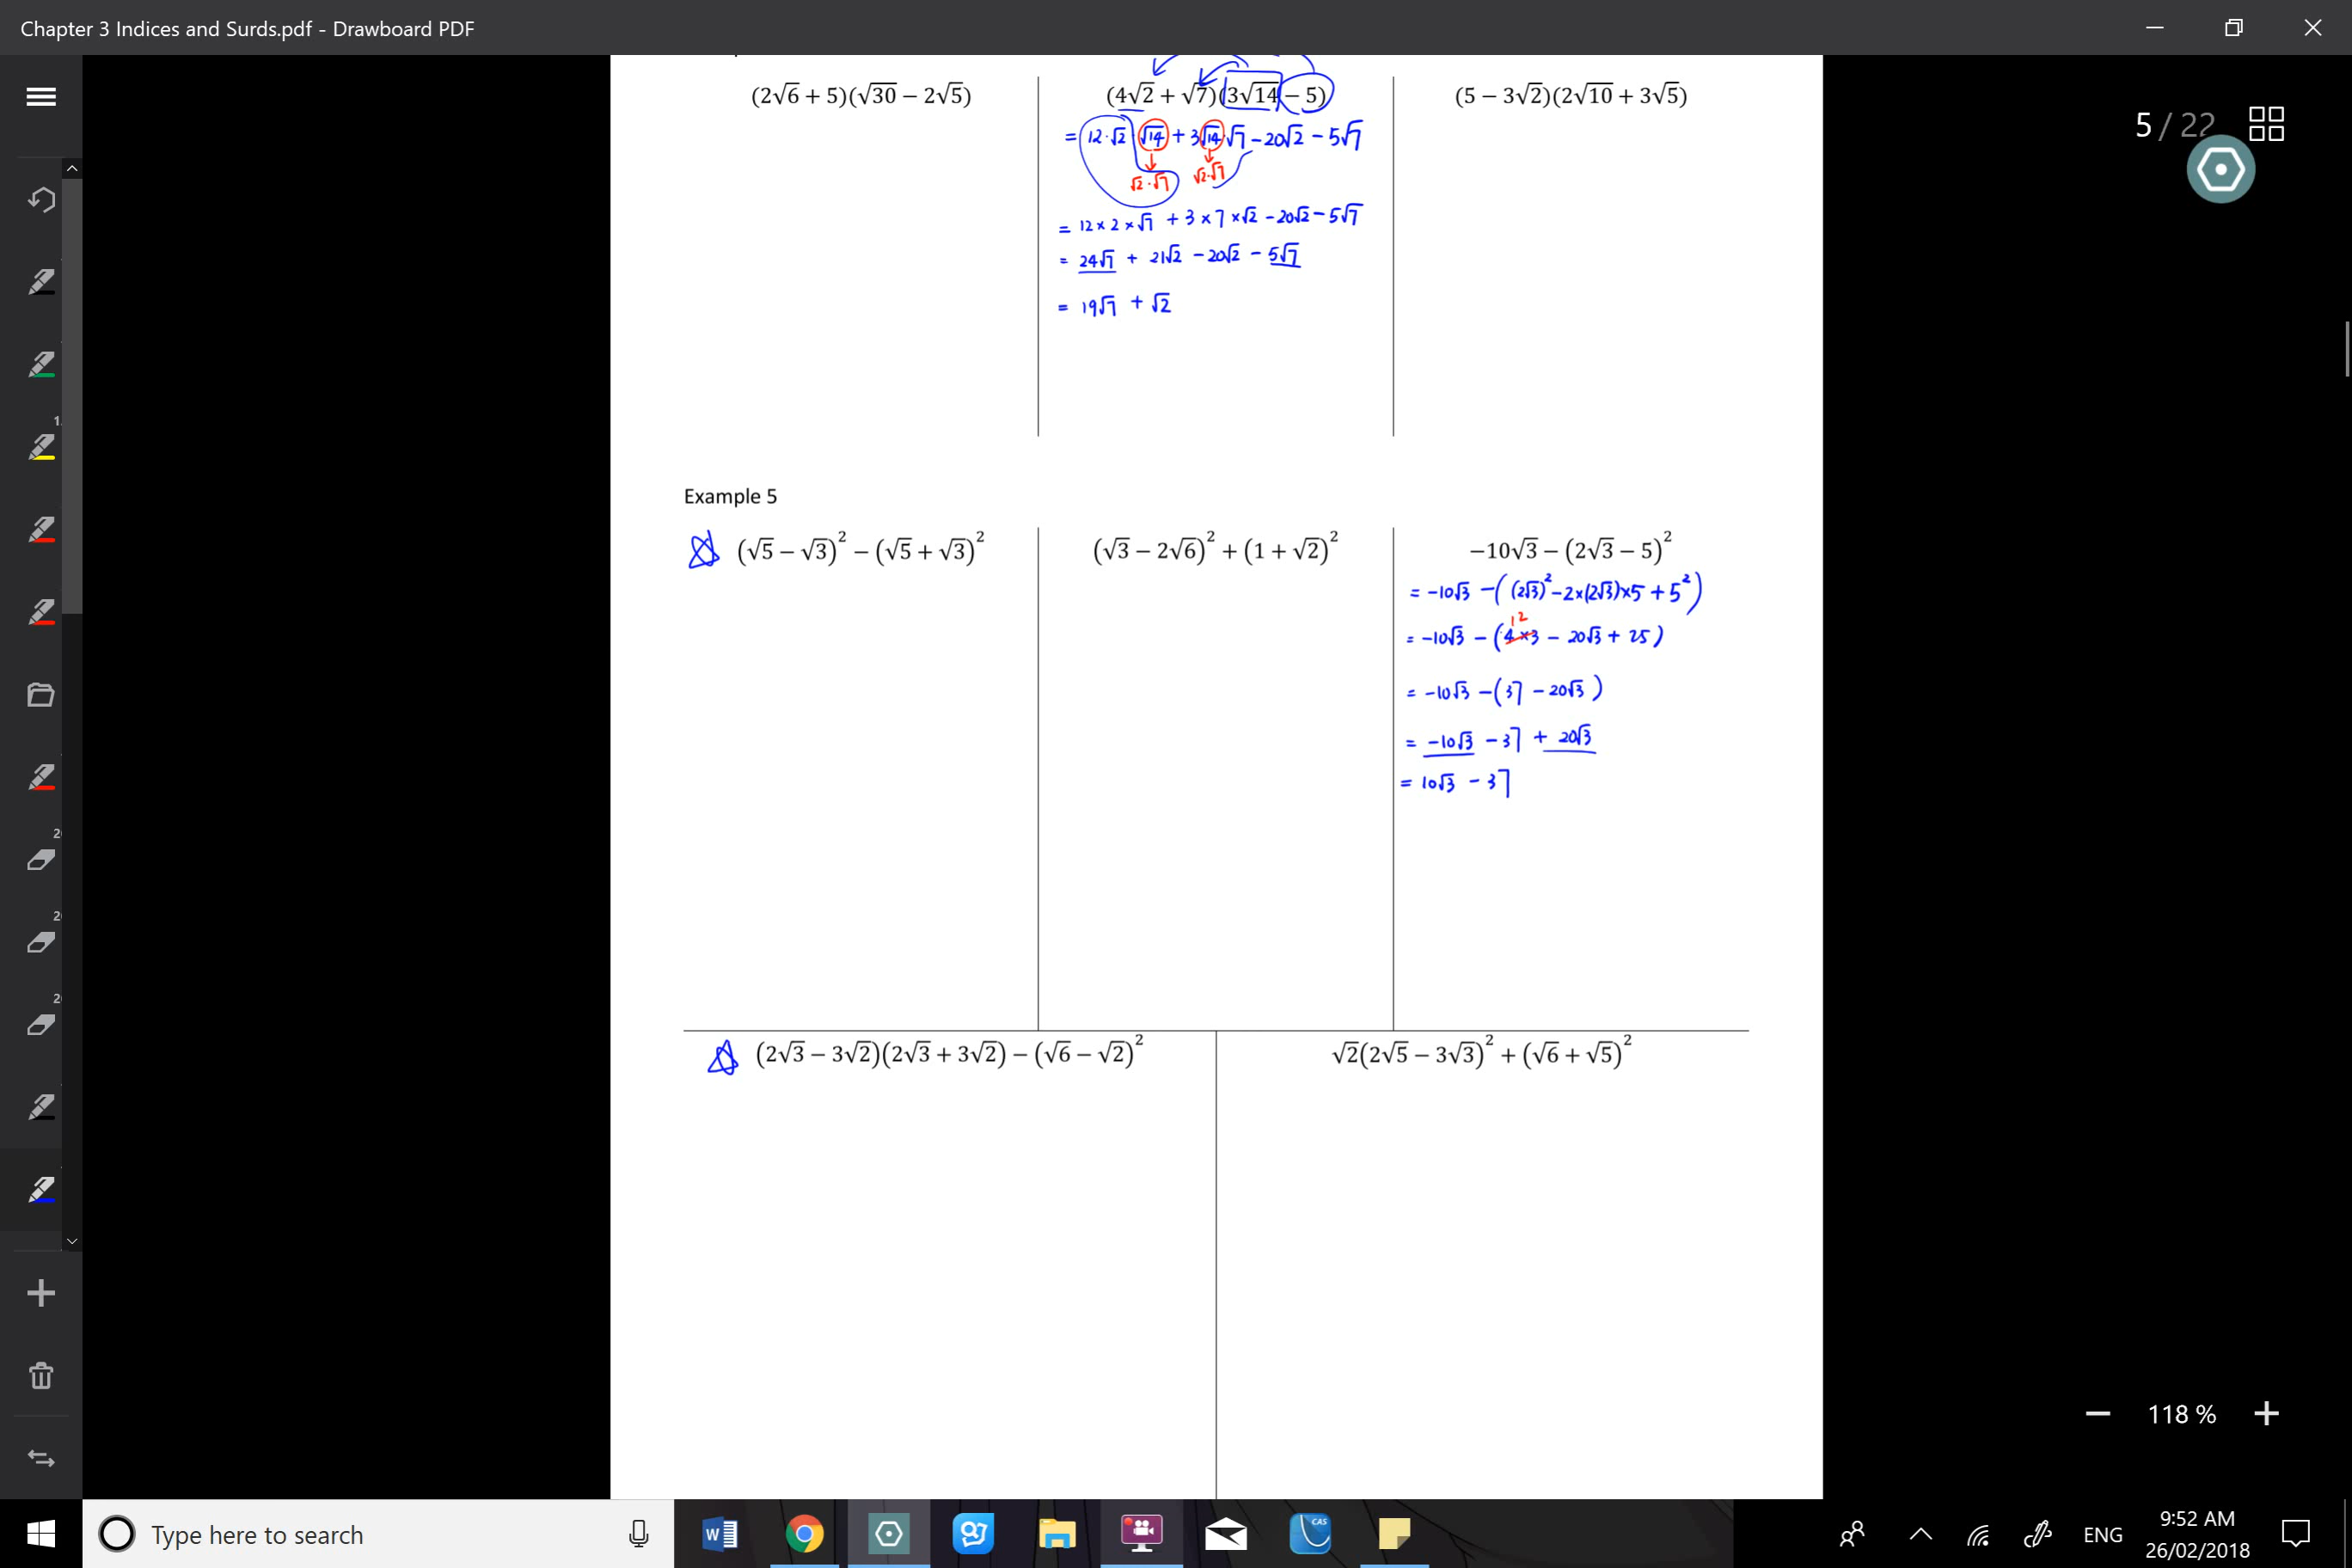 Chapter 3 Indices and Surds.pdf - Drawboard PDF
5 / 22
(2√6 + 5)(√30 − 2√5)
(4√2 + √7)(3√14 − 5)
= 12·√2 √14 + 3√14 √7 − 20√2 − 5√7
√2·√7 √2·√7
= 12 × 2 × √7 + 3 × 7 × √2 − 20√2 − 5√7
= 24√7 + 21√2 − 20√2 − 5√7
= 19√7 + √2
(5 − 3√2)(2√10 + 3√5)
Example 5
(√5 − √3)² − (√5 + √3)²
(√3 − 2√6)² + (1 + √2)²
−10√3 − (2√3 − 5)²
= −10√3 − ((2√3)² − 2×(2√3)×5 + 5²)
12
= −10√3 − (4×3 − 20√3 + 25)
= −10√3 − (37 − 20√3)
= −10√3 − 37 + 20√3
= 10√3 − 37
(2√3 − 3√2)(2√3 + 3√2) − (√6 − √2)²
√2(2√5 − 3√3)² + (√6 + √5)²
118 %
Type here to search
CAS
ENG
9:52 AM
26/02/2018